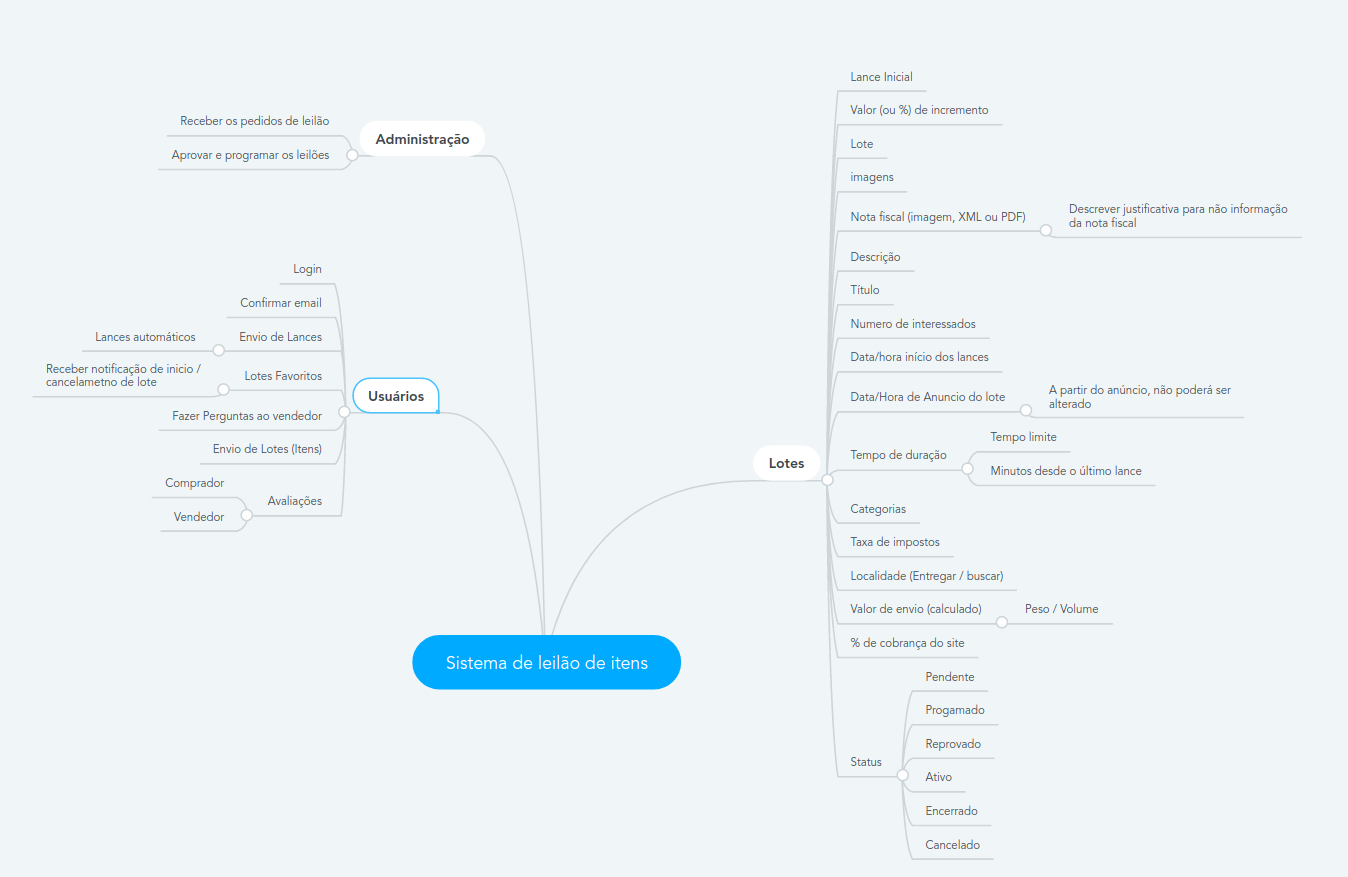 Administração
Receber os pedidos de leilão
Aprovar e programar os leilões
Usuários
Login
Confirmar email
Envio de Lances
Lances automáticos
Lotes Favoritos
Receber notificação de inicio /
cancelametno de lote
Fazer Perguntas ao vendedor
Envio de Lotes (Itens)
Avaliações
Comprador
Vendedor
Sistema de leilão de itens
Lotes
Lance Inicial
Valor (ou %) de incremento
Lote
imagens
Nota fiscal (imagem, XML ou PDF)
Descrever justificativa para não informação
da nota fiscal
Descrição
Título
Numero de interessados
Data/hora início dos lances
Data/Hora de Anuncio do lote
A partir do anúncio, não poderá ser
alterado
Tempo de duração
Tempo limite
Minutos desde o último lance
Categorias
Taxa de impostos
Localidade (Entregar / buscar)
Valor de envio (calculado)
Peso / Volume
% de cobrança do site
Status
Pendente
Progamado
Reprovado
Ativo
Encerrado
Cancelado